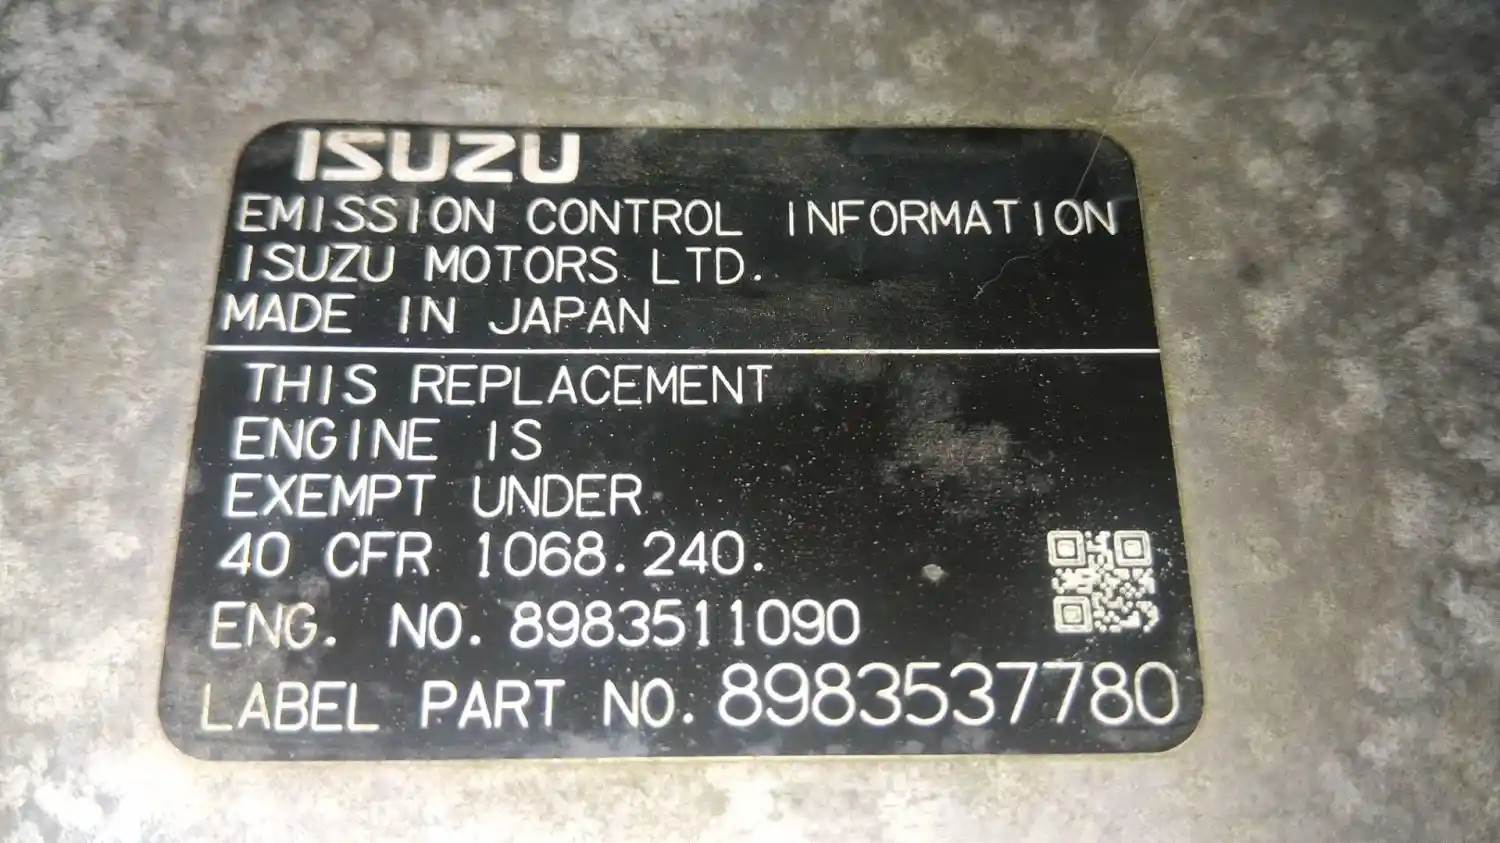 ISUZU
EMISSION CONTROL INFORMATION
ISUZU MOTORS LTD.
MADE IN JAPAN
THIS REPLACEMENT
ENGINE IS
EXEMPT UNDER
40 CFR 1068.240.
ENG. NO. 8983511090
LABEL PART NO. 8983537780